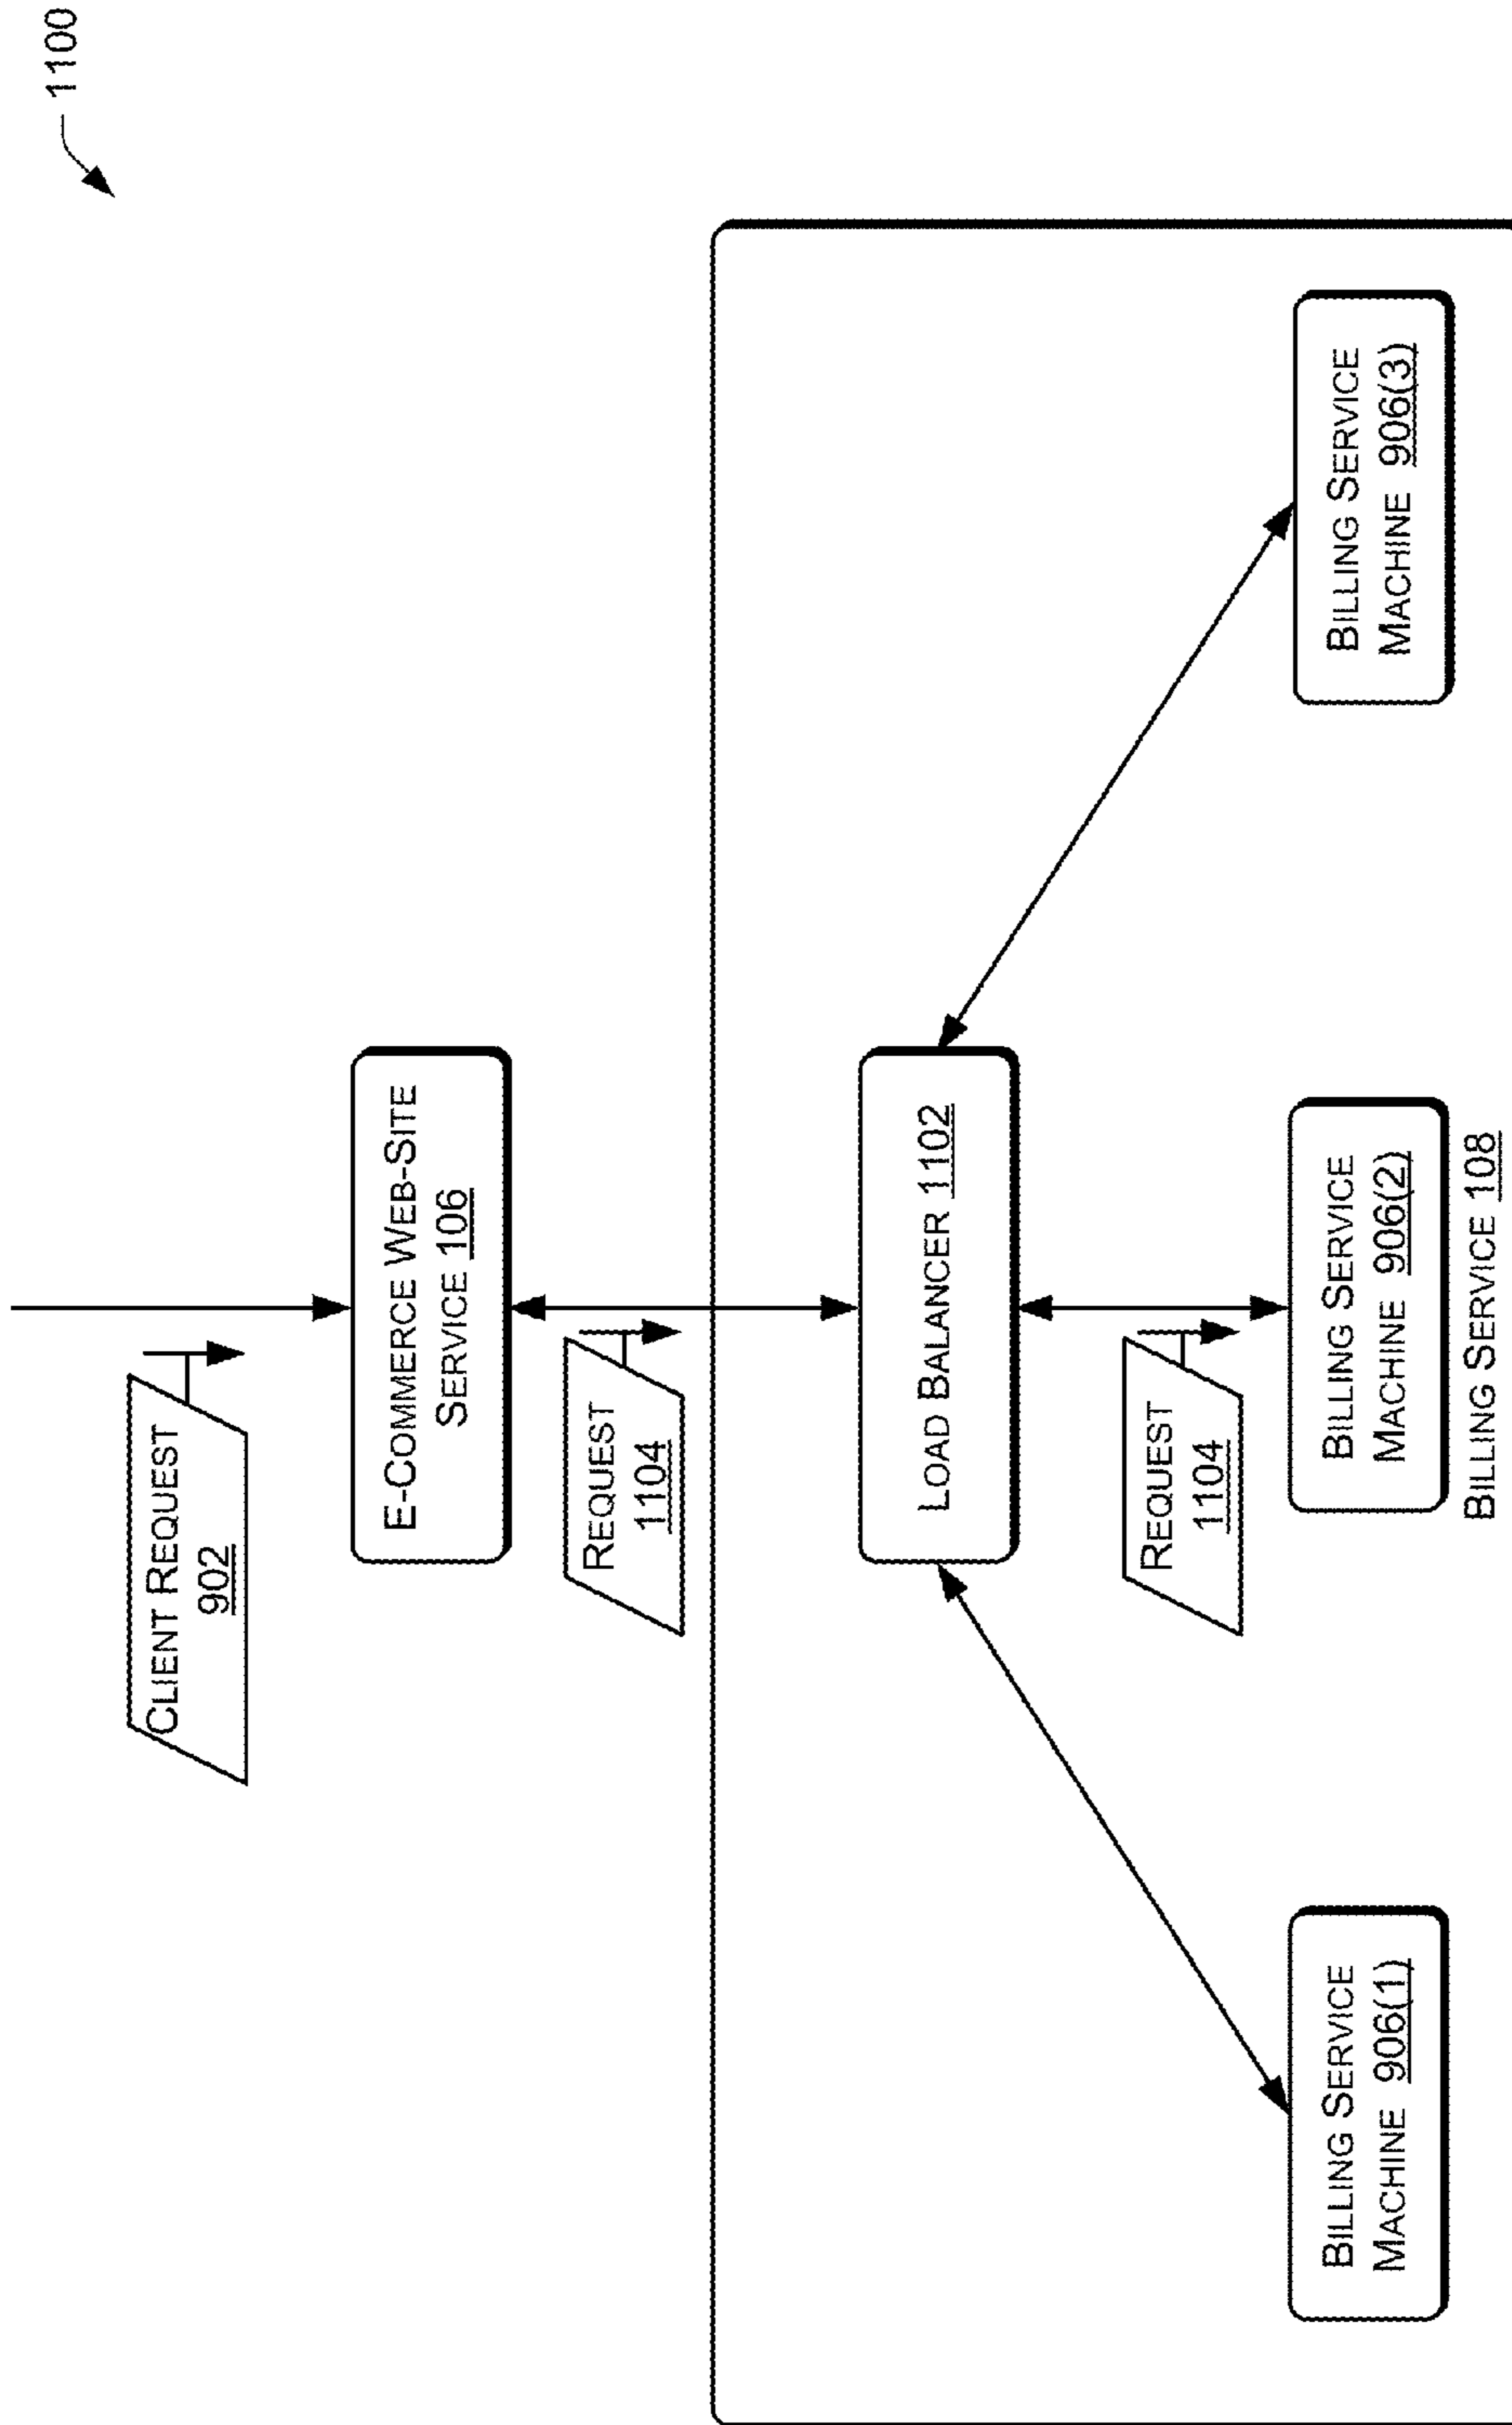 1100
CLIENT REQUEST
902
E-COMMERCE WEB-SITE
SERVICE 106
REQUEST
1104
LOAD BALANCER 1102
REQUEST
1104
BILLING SERVICE
MACHINE 906(1)
BILLING SERVICE
MACHINE 906(2)
BILLING SERVICE
MACHINE 906(3)
BILLING SERVICE 108